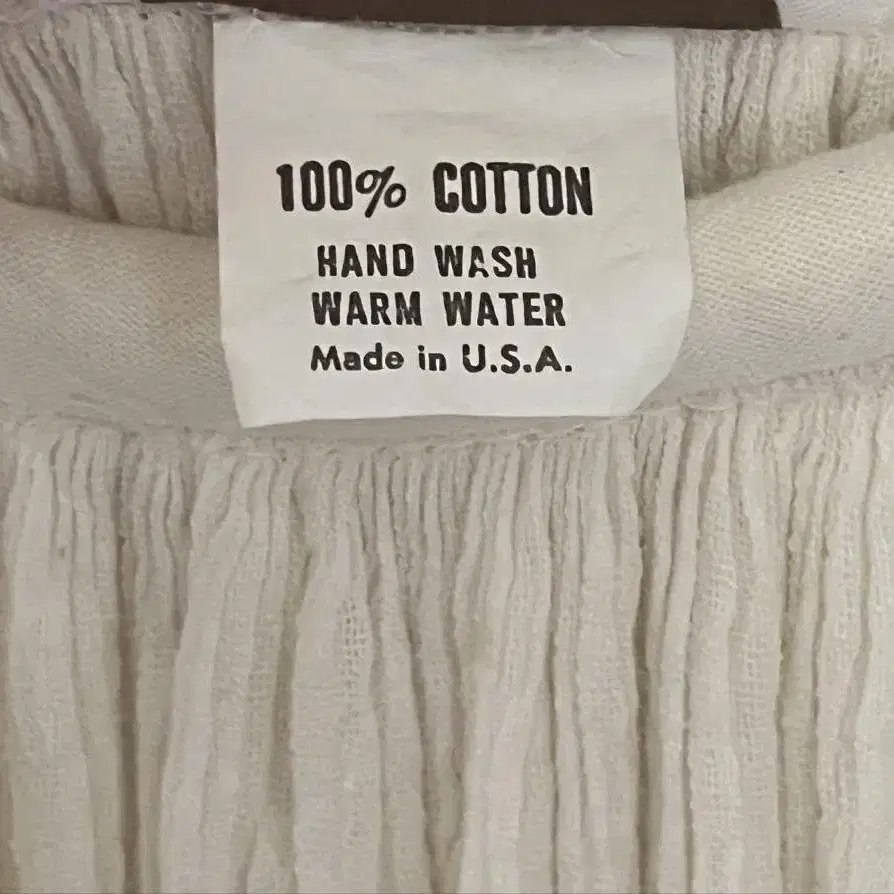 100% COTTON
HAND WASH
WARM WATER
Made in U.S.A.